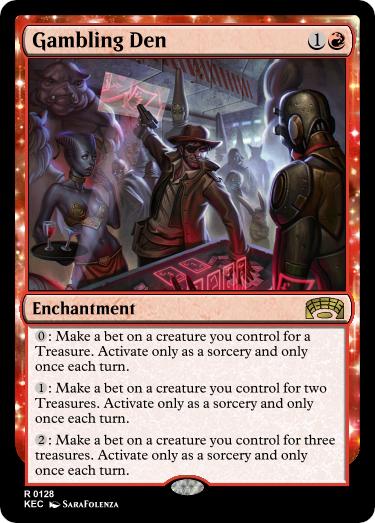 Gambling Den 1
Enchantment
0: Make a bet on a creature you control for a
Treasure. Activate only as a sorcery and only
once each turn.
1: Make a bet on a creature you control for two
Treasures. Activate only as a sorcery and only
once each turn.
2: Make a bet on a creature you control for three
treasures. Activate only as a sorcery and only
once each turn.
R 0128
KEC SARAFOLENZA